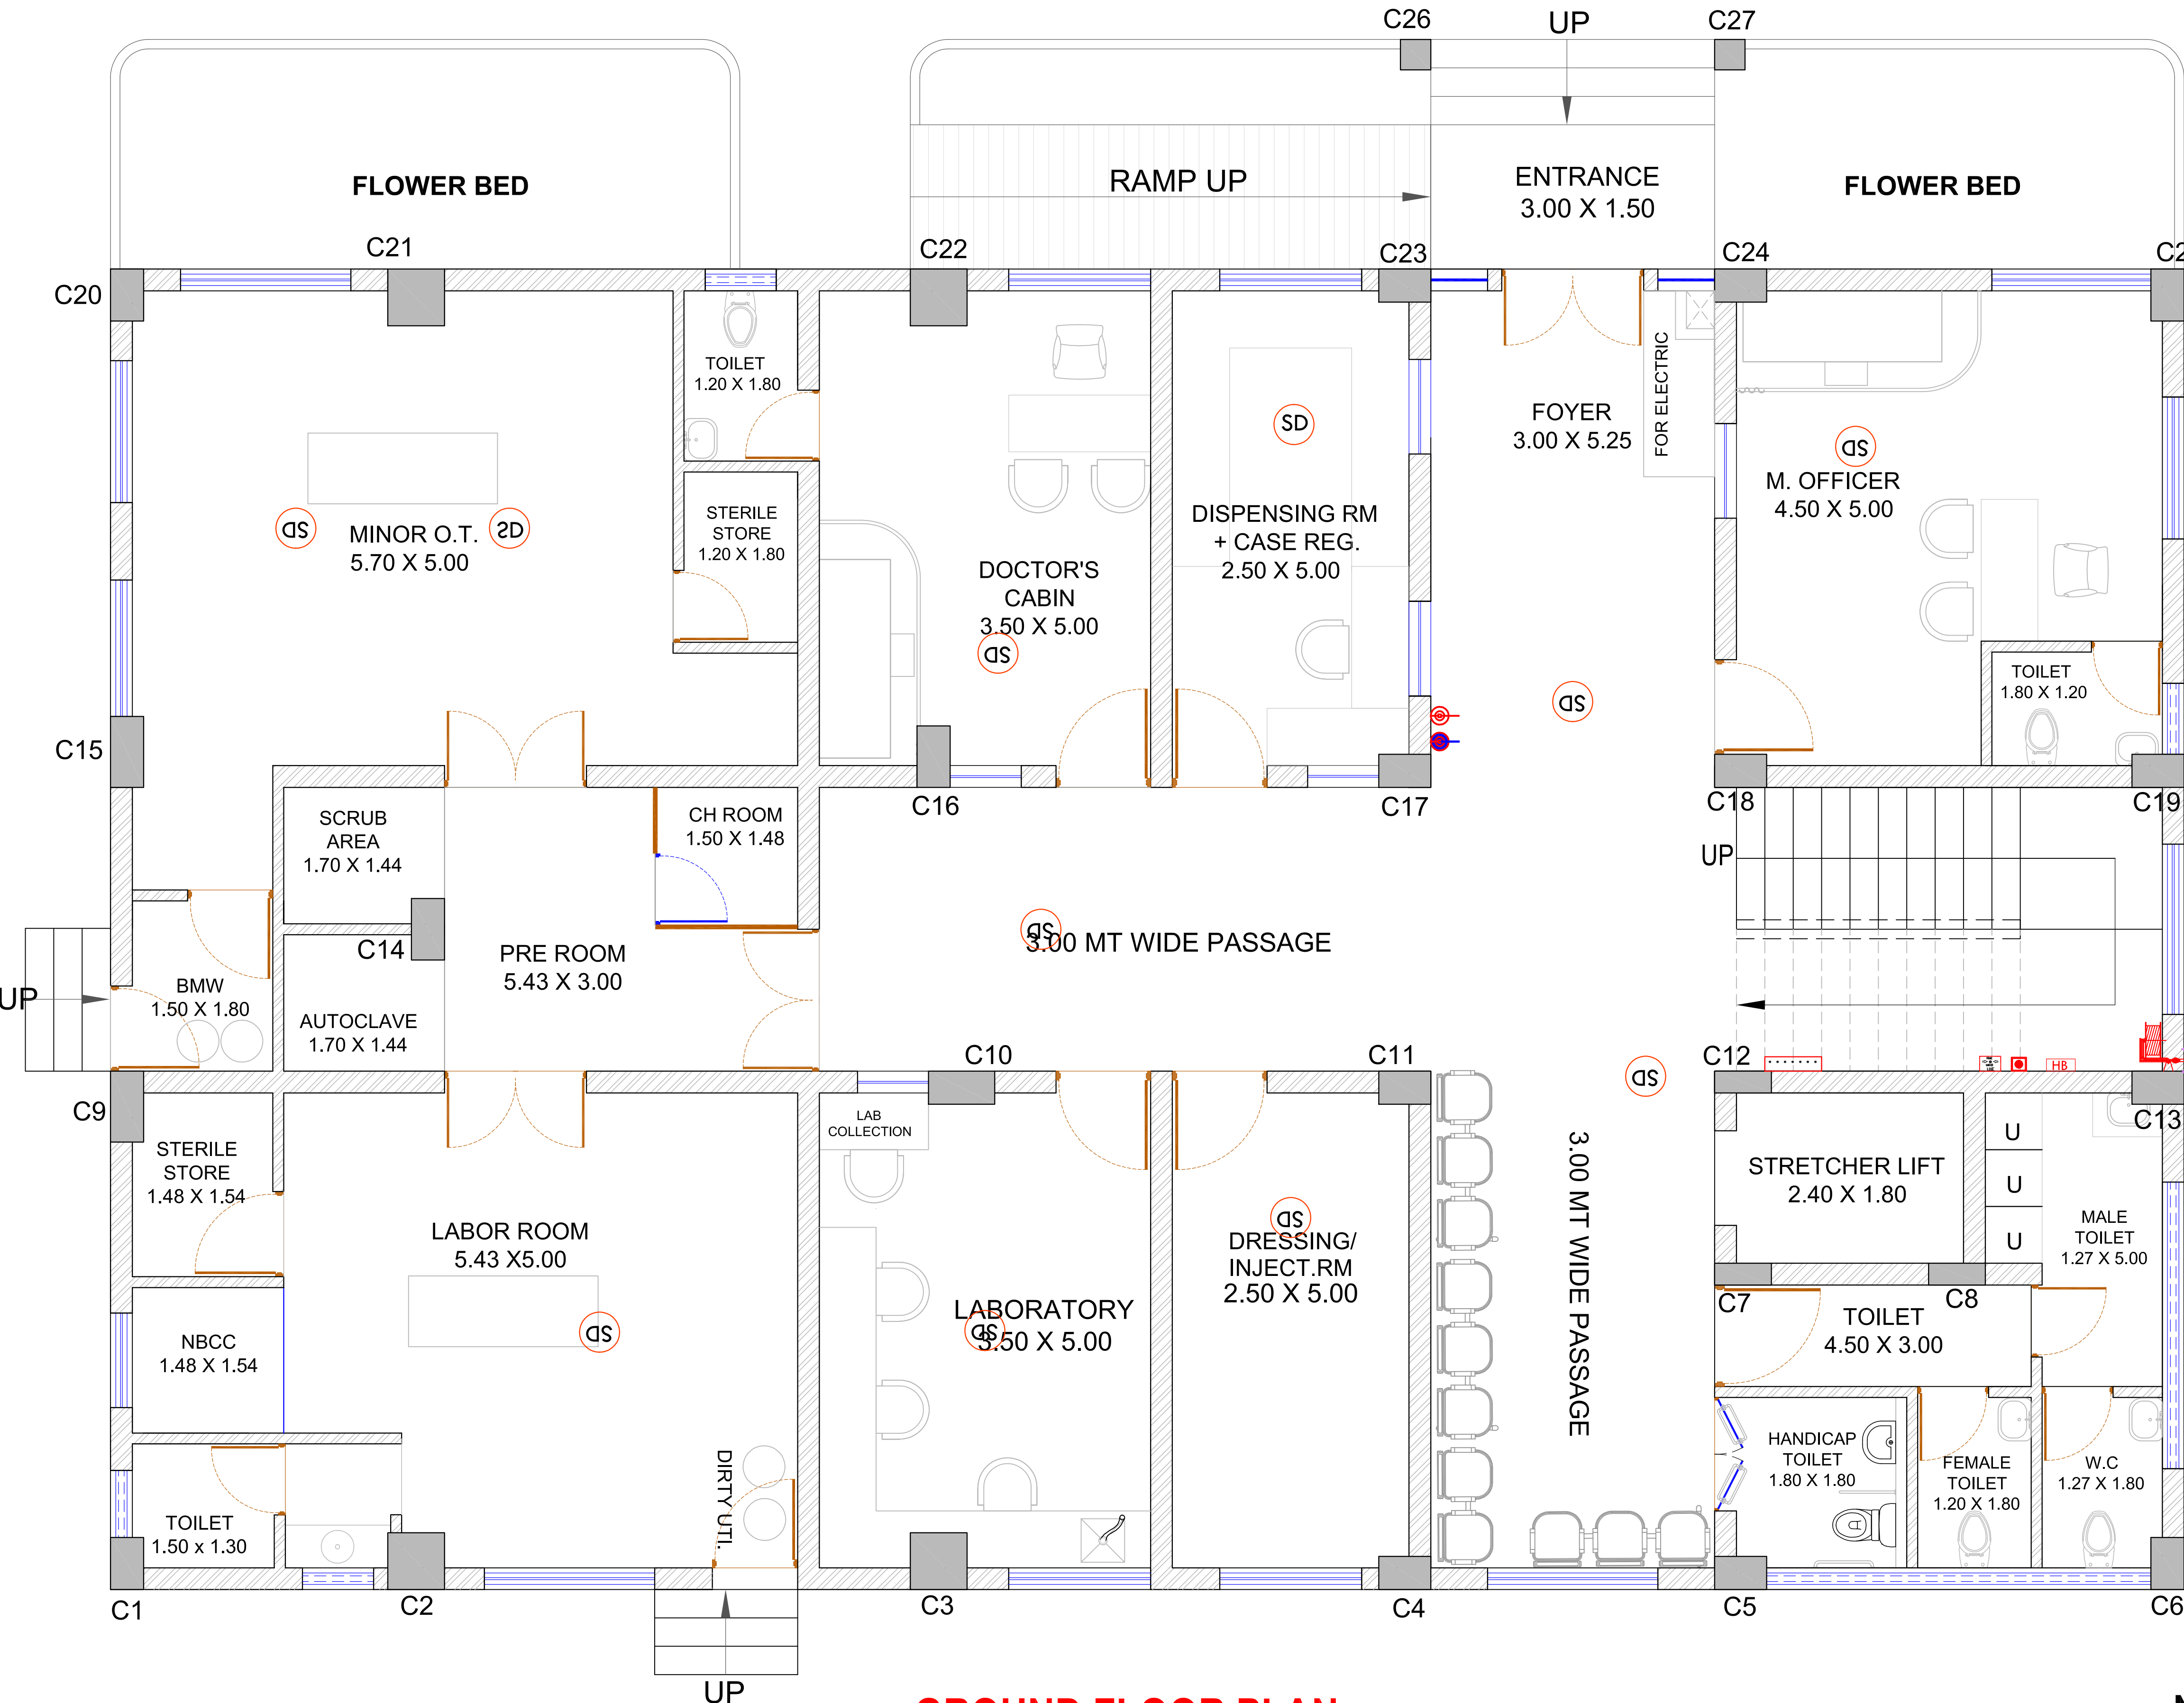 C26
UP
C27
FLOWER BED
RAMP UP
ENTRANCE
3.00 X 1.50
FLOWER BED
C21
C22
C23
C24
C20
TOILET
1.20 X 1.80
SD
FOR ELECTRIC
FOYER
3.00 X 5.25
SD
M. OFFICER
4.50 X 5.00
SD
SD
MINOR O.T.
5.70 X 5.00
STERILE
STORE
1.20 X 1.80
DISPENSING RM
+ CASE REG.
2.50 X 5.00
DOCTOR'S
CABIN
3.50 X 5.00
SD
SD
TOILET
1.80 X 1.20
C15
C16
C17
C18
C19
SCRUB
AREA
1.70 X 1.44
CH ROOM
1.50 X 1.48
UP
C14
PRE ROOM
5.43 X 3.00
SD
3.00 MT WIDE PASSAGE
UP
BMW
1.50 X 1.80
AUTOCLAVE
1.70 X 1.44
C10
C11
C12
SD
HB
C9
LAB
COLLECTION
C13
STERILE
STORE
1.48 X 1.54
LABOR ROOM
5.43 X5.00
SD
DRESSING/
INJECT.RM
2.50 X 5.00
3.00 MT WIDE PASSAGE
STRETCHER LIFT
2.40 X 1.80
U
U
U
MALE
TOILET
1.27 X 5.00
NBCC
1.48 X 1.54
SD
LABORATORY
SD
3.50 X 5.00
C7
C8
TOILET
4.50 X 3.00
DIRTY UTI.
HANDICAP
TOILET
1.80 X 1.80
FEMALE
TOILET
1.20 X 1.80
W.C
1.27 X 1.80
TOILET
1.50 x 1.30
C1
C2
C3
C4
C5
C6
UP
GROUND FLOOR PLAN